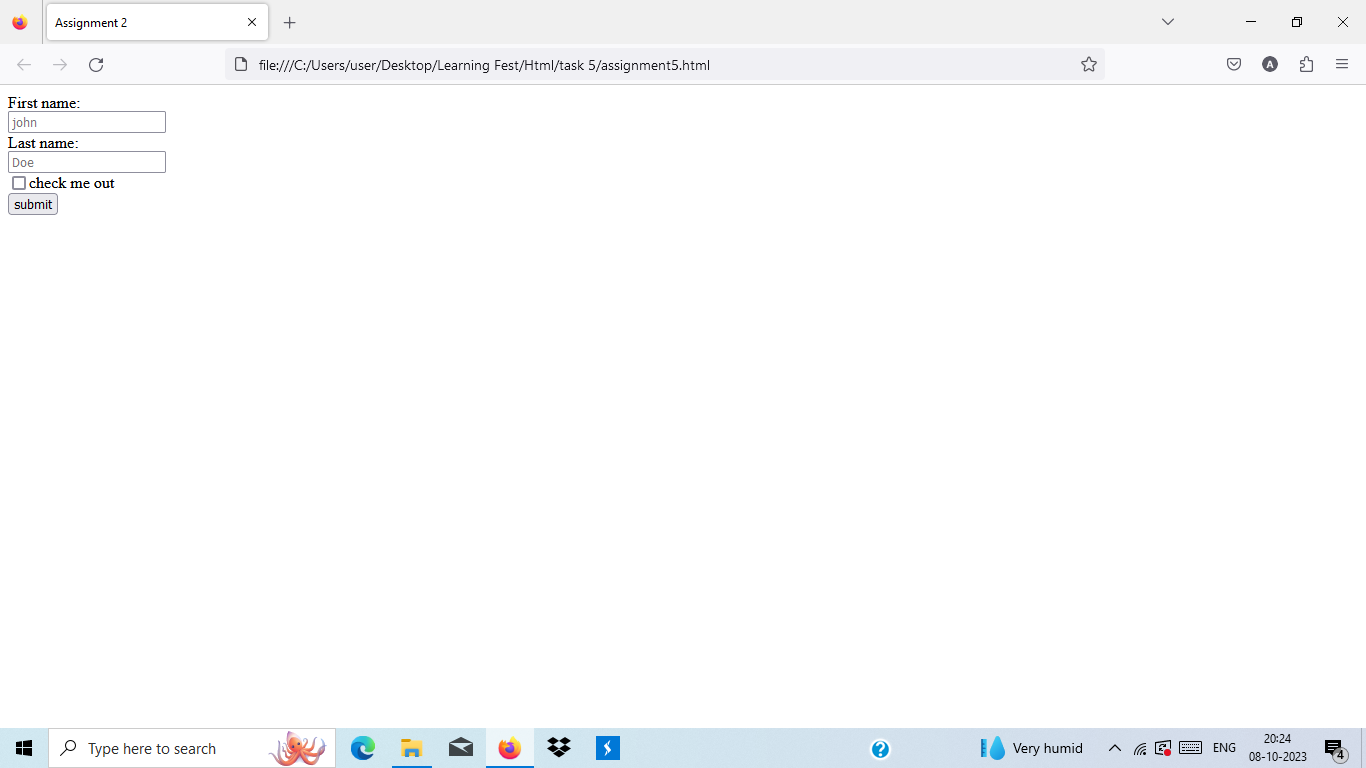 Assignment 2
file:///C:/Users/user/Desktop/Learning Fest/Html/task 5/assignment5.html
A
First name:
john
Last name:
Doe
check me out
submit
Type here to search
?
Very humid
ENG
20:24
08-10-2023
4